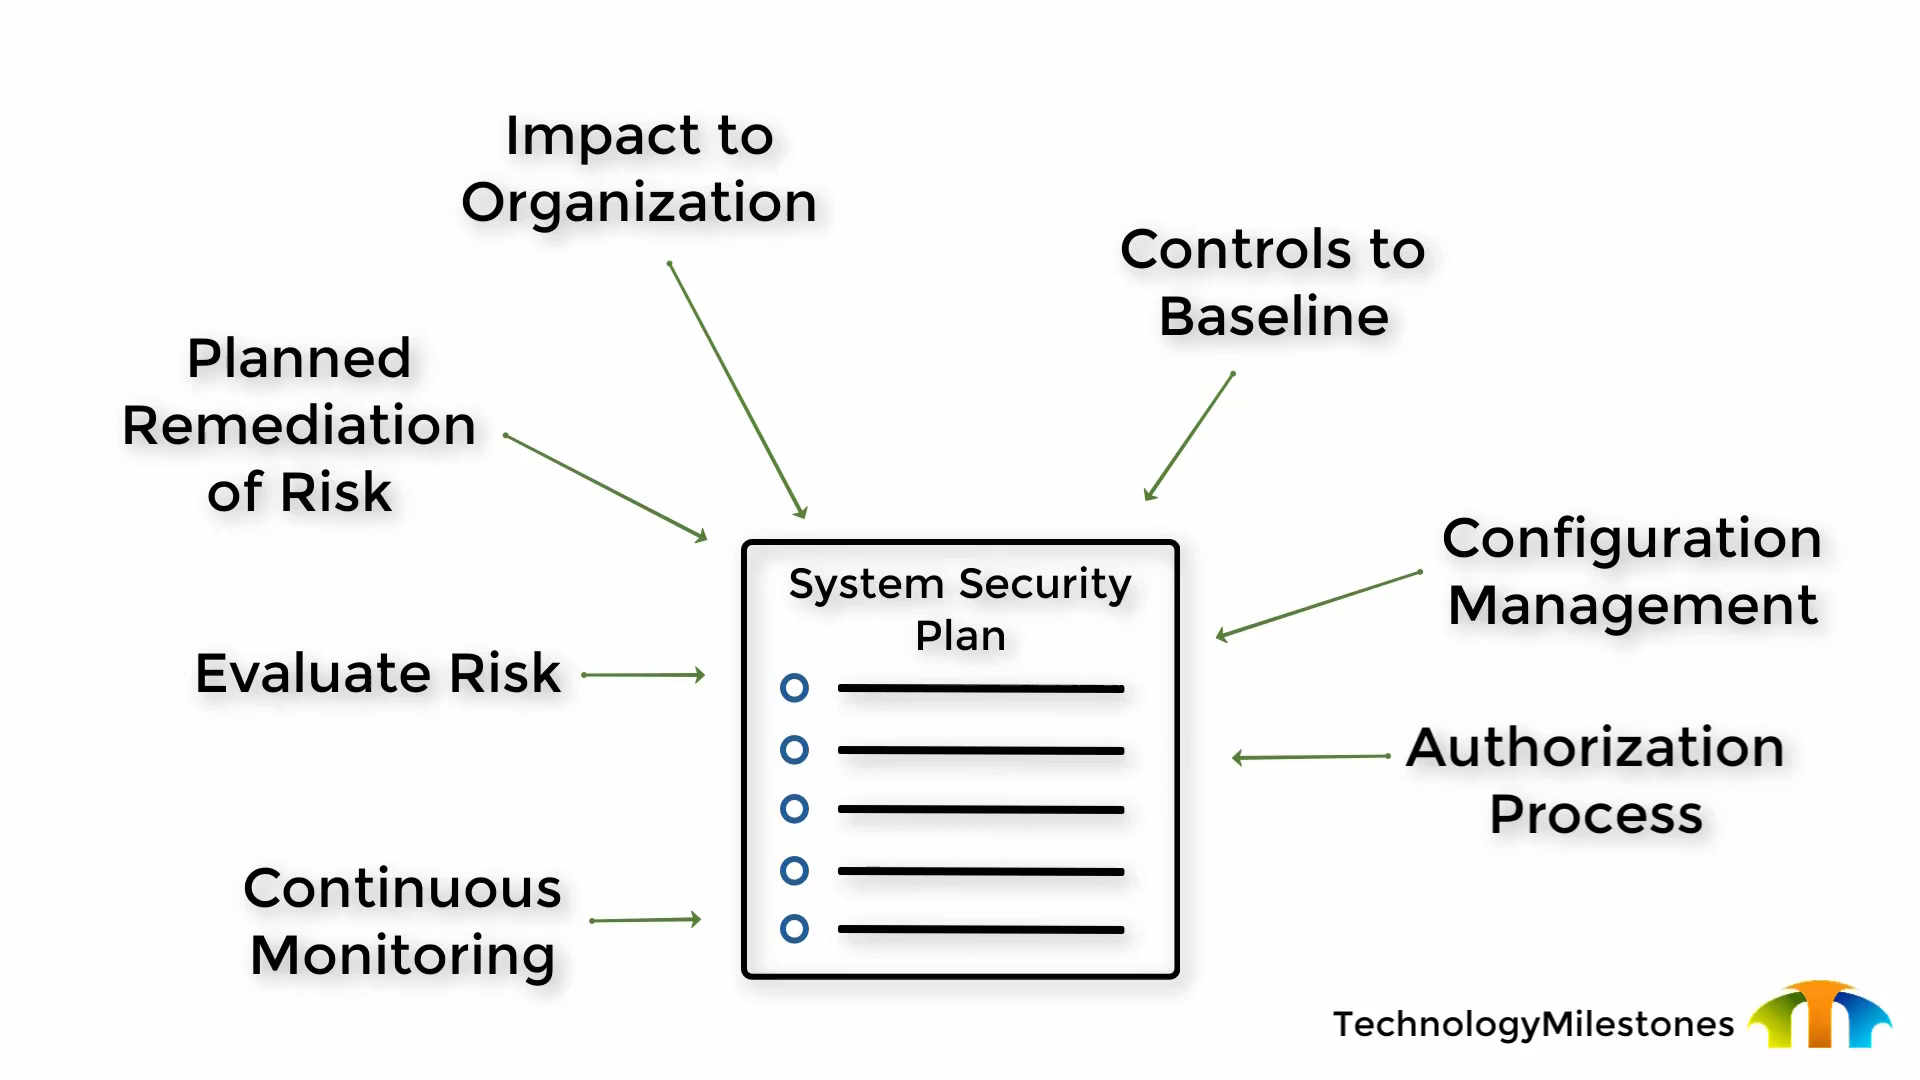 Impact to
Organization
Controls to
Baseline
Planned
Remediation
of Risk
Configuration
Management
System Security
Plan
Evaluate Risk
Authorization
Process
Continuous
Monitoring
TechnologyMilestones